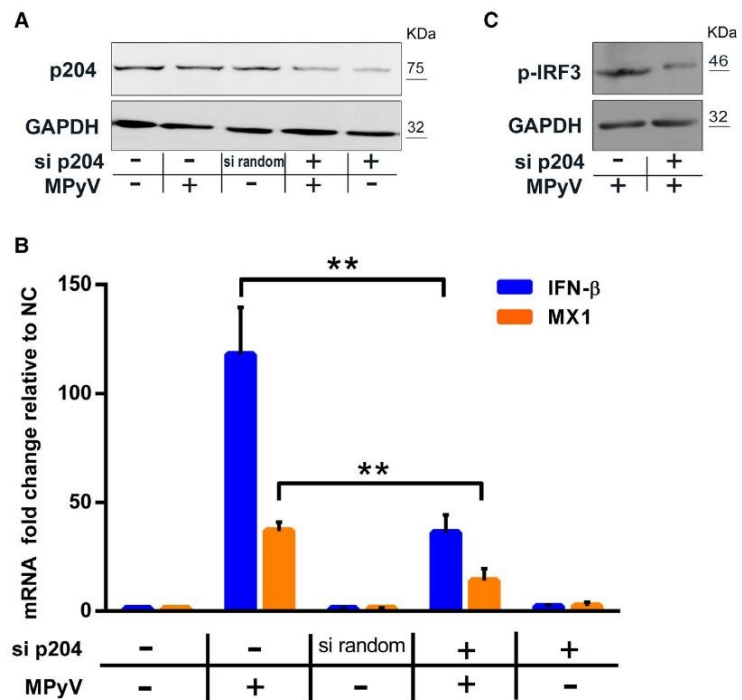 A
KDa
p204
75
GAPDH
32
si p204 - - si random + +
MPyV - + - + -
C
KDa
p-IRF3
46
GAPDH
32
si p204 - +
MPyV + +
B
mRNA fold change relative to NC
150
100
50
0
**
**
IFN-β
MX1
si p204 - - si random + +
MPyV - + - + -